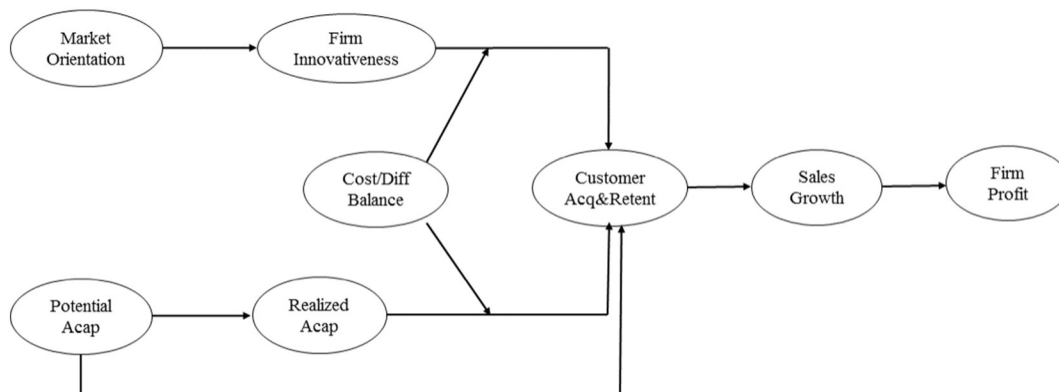 Market
Orientation
Firm
Innovativeness
Cost/Diff
Balance
Customer
Acq&Retent
Sales
Growth
Firm
Profit
Potential
Acap
Realized
Acap